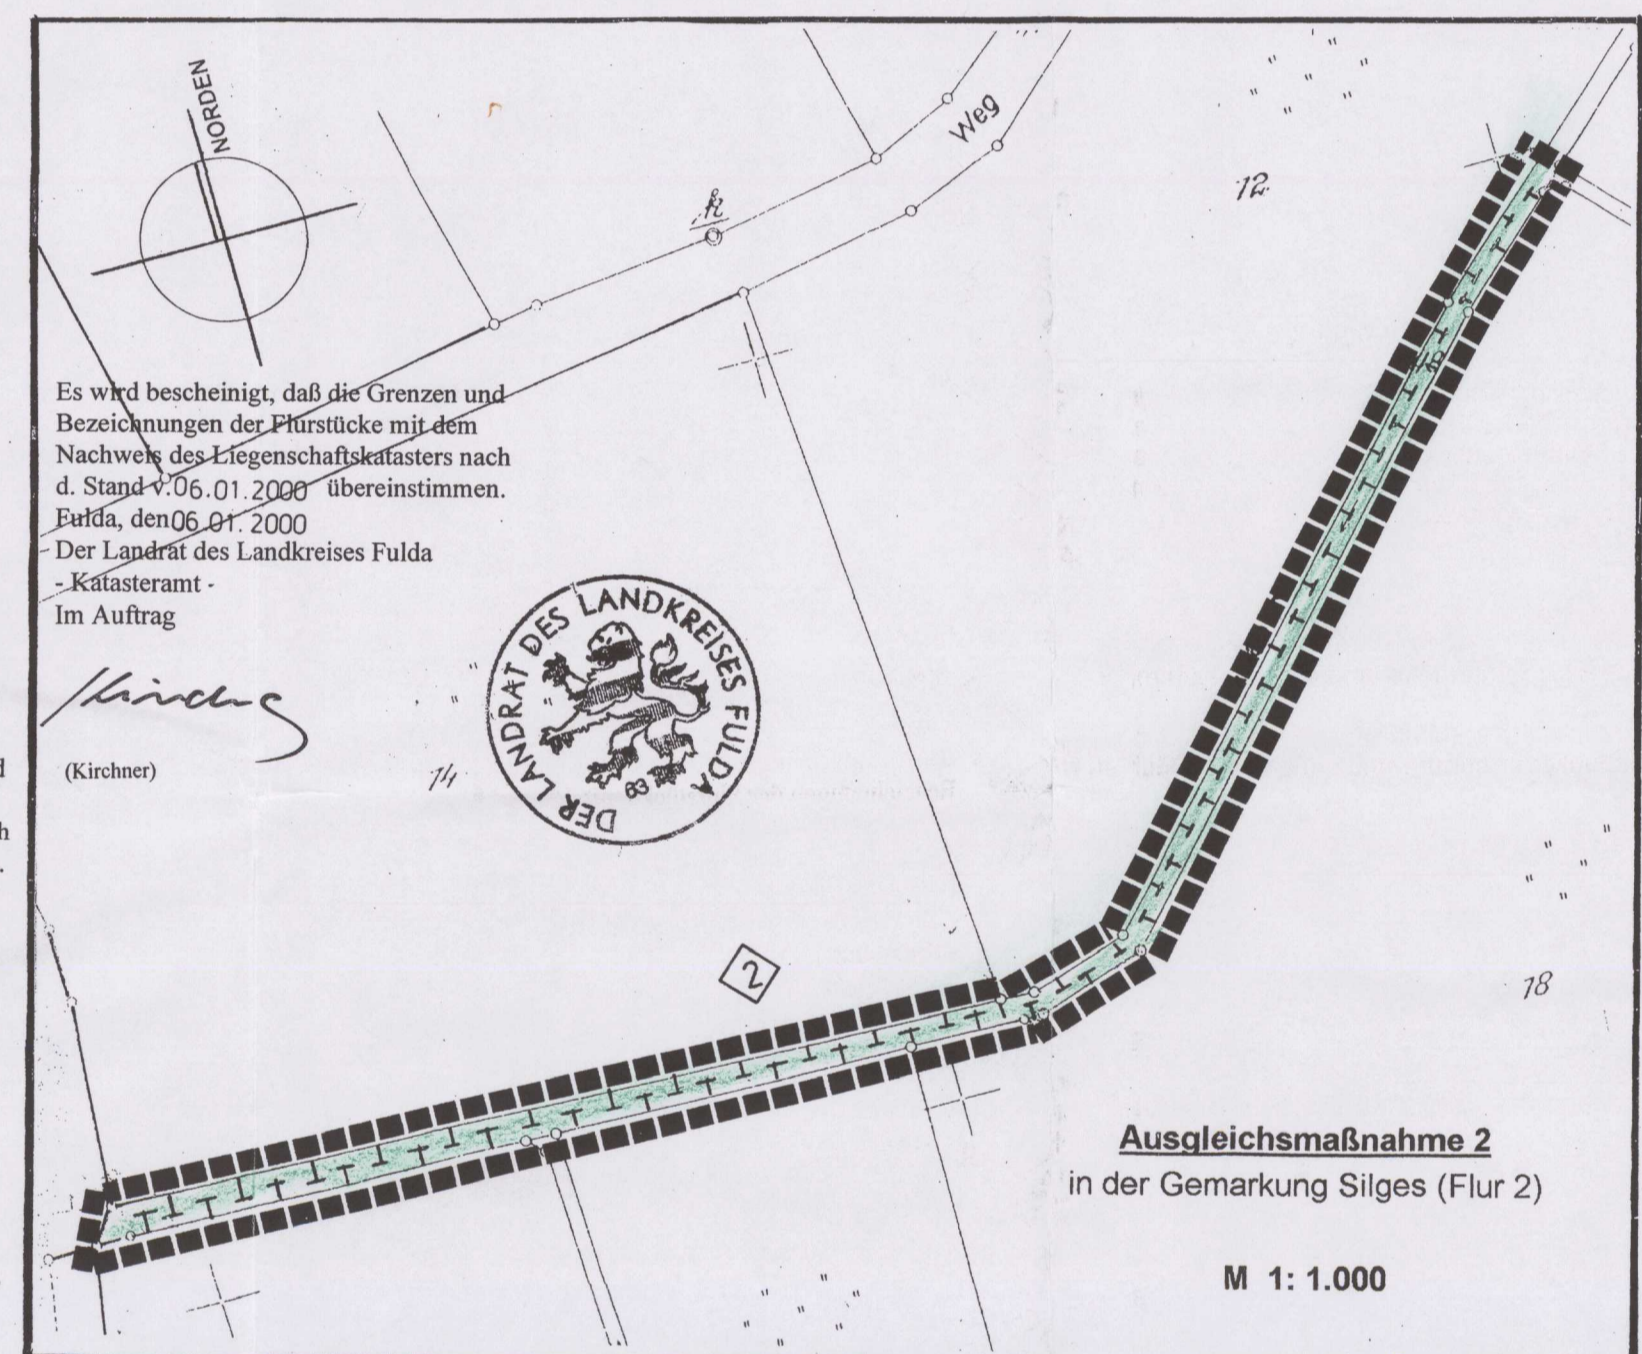 NORDEN
Weg
12
Es wird bescheinigt, daß die Grenzen und
Bezeichnungen der Flurstücke mit dem
Nachweis des Liegenschaftskatasters nach
d. Stand v. 06.01.2000 übereinstimmen.
Fulda, den 06.01.2000
Der Landrat des Landkreises Fulda
- Katasteramt -
Im Auftrag
(Kirchner)
DER LANDRAT DES LANDKREISES FULDA
63
14
2
18
Ausgleichsmaßnahme 2
in der Gemarkung Silges (Flur 2)
M 1: 1.000